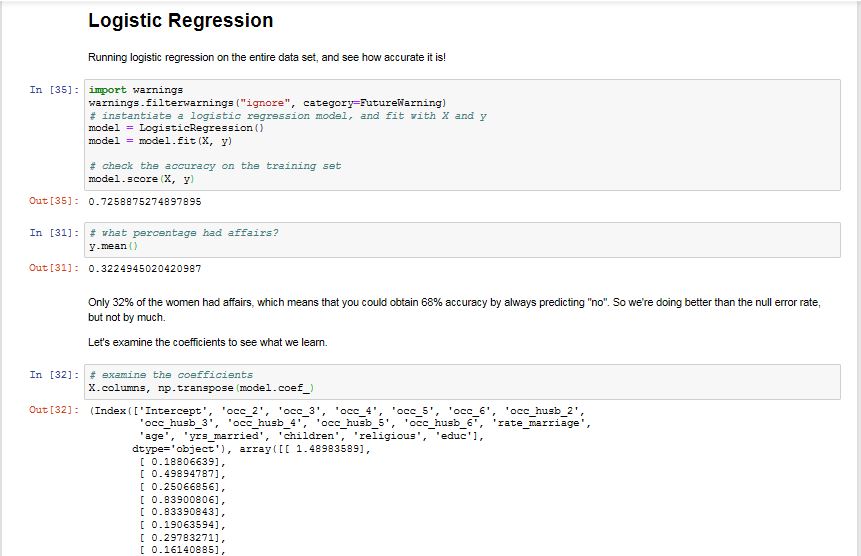 Logistic Regression
Running logistic regression on the entire data set, and see how accurate it is!
In [35]: import warnings
warnings.filterwarnings("ignore", category=FutureWarning)
# instantiate a logistic regression model, and fit with X and y
model = LogisticRegression()
model = model.fit(X, y)
# check the accuracy on the training set
model.score(X, y)
Out[35]: 0.7258875274897895
In [31]: # what percentage had affairs?
y.mean()
Out[31]: 0.3224945020420987
Only 32% of the women had affairs, which means that you could obtain 68% accuracy by always predicting "no". So we're doing better than the null error rate,
but not by much.
Let's examine the coefficients to see what we learn.
In [32]: # examine the coefficients
X.columns, np.transpose(model.coef_)
Out[32]: (Index(['Intercept', 'occ_2', 'occ_3', 'occ_4', 'occ_5', 'occ_6', 'occ_husb_2',
'occ_husb_3', 'occ_husb_4', 'occ_husb_5', 'occ_husb_6', 'rate_marriage',
'age', 'yrs_married', 'children', 'religious', 'educ'],
dtype='object'), array([[ 1.48983589],
[ 0.18806639],
[ 0.49894787],
[ 0.25066856],
[ 0.83900806],
[ 0.83390843],
[ 0.19063594],
[ 0.29783271],
[ 0.16140885],